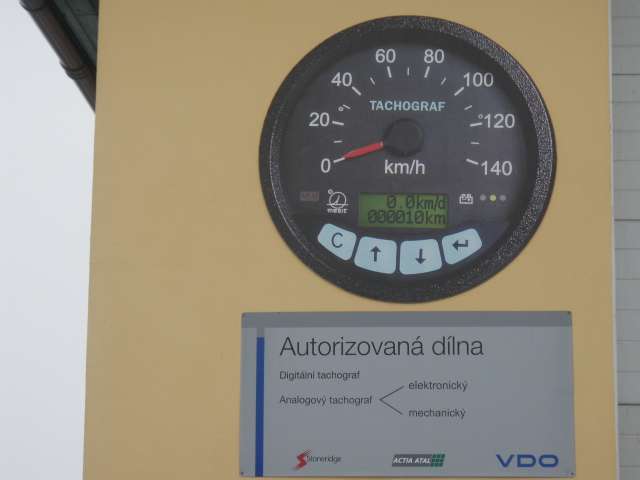 60 80
40 100
TACHOGRAF
20 120
0 km/h 140
0.0km/d
000010km
C
Autorizovaná dílna
Digitální tachograf
elektronický
Analogový tachograf
mechanický
Stoneridge ACTIA ATAL VDO